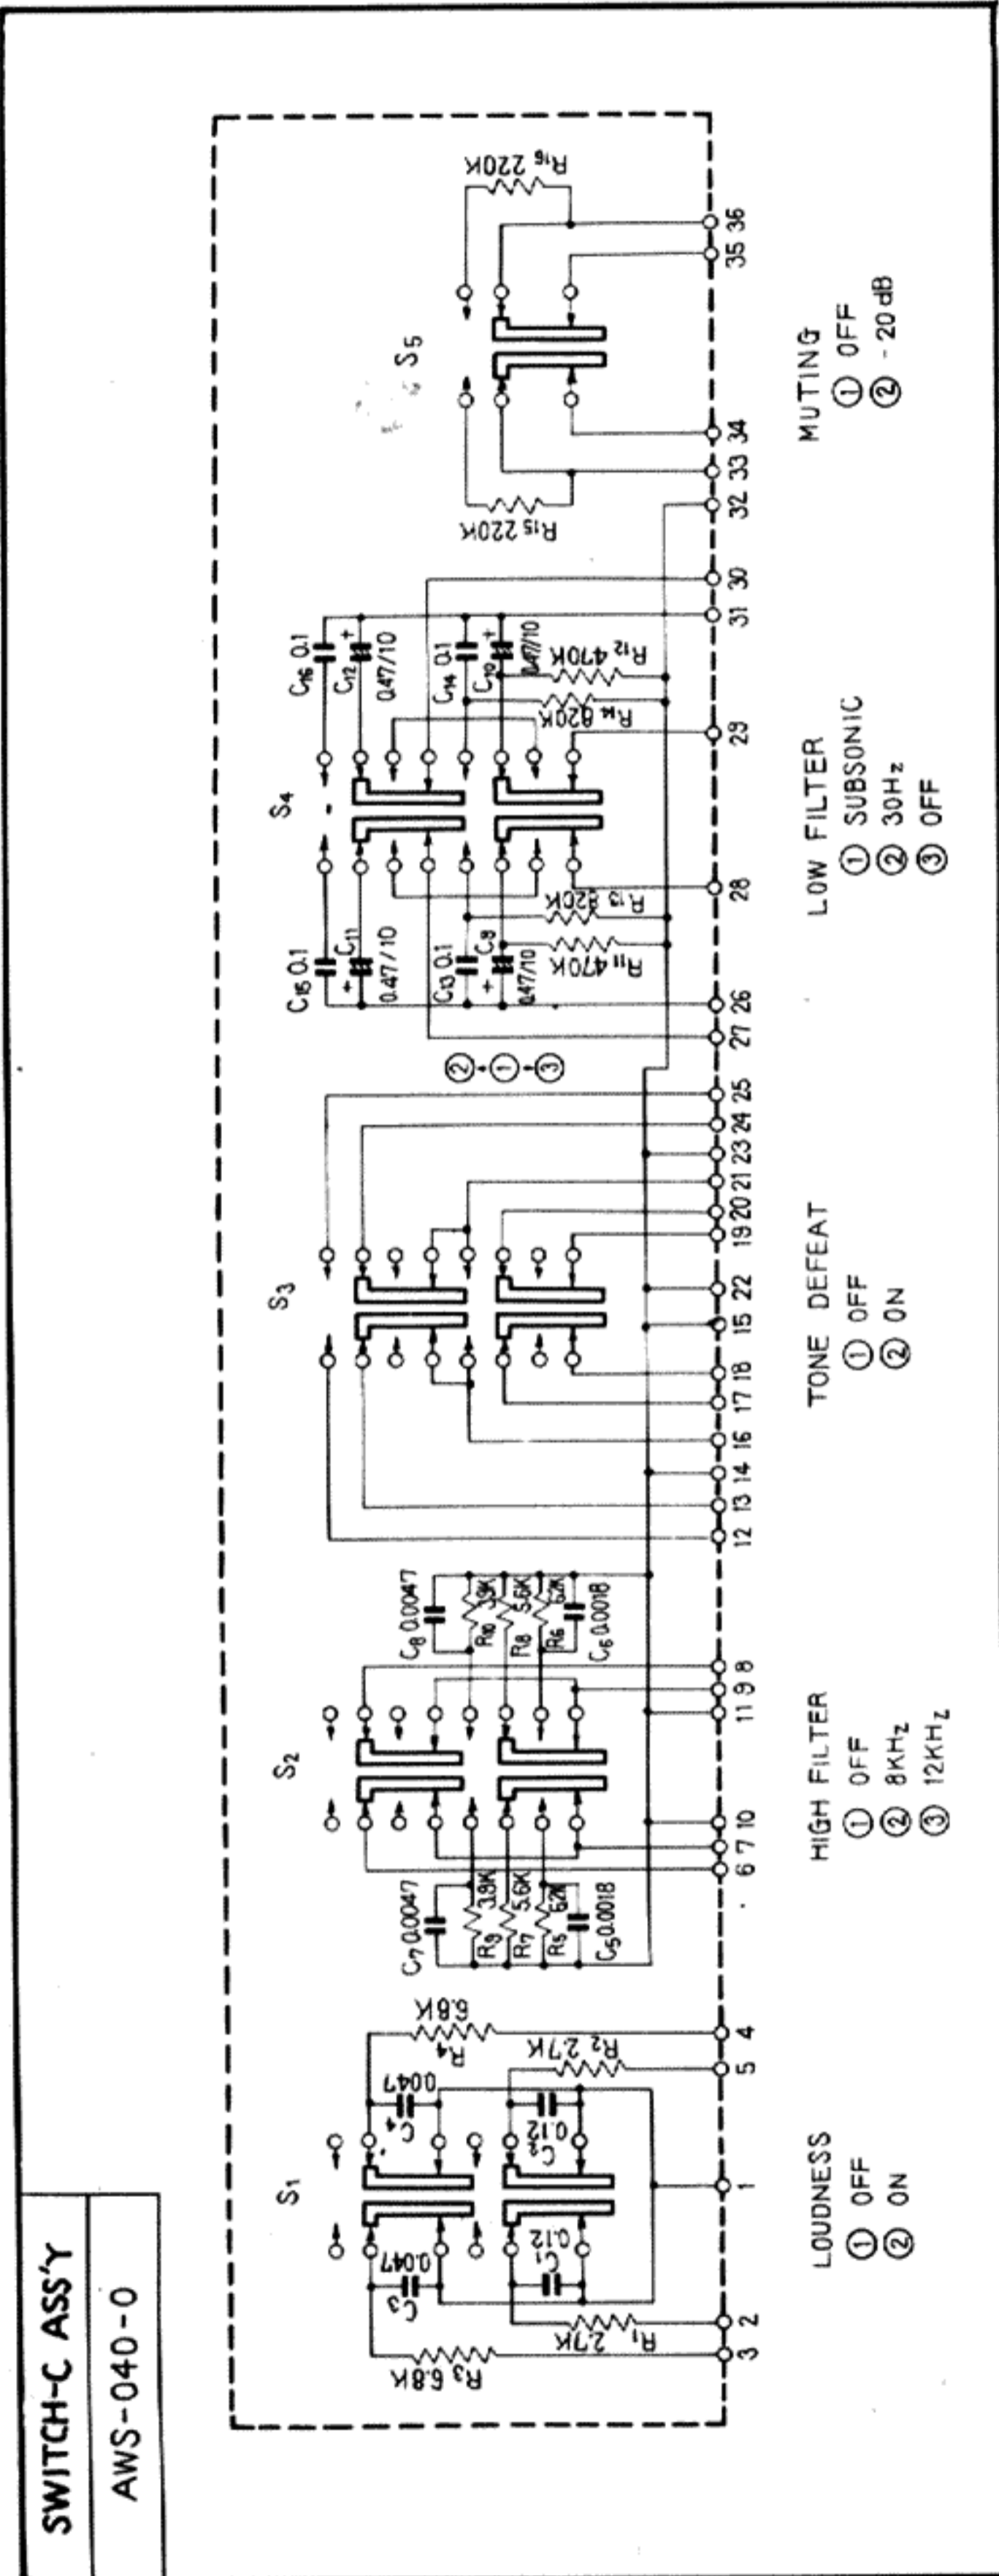 SWITCH-C ASS'Y
AWS-040-0
S1
C3 0.047
C4 0.047
R3 6.8K
R4 6.8K
C1 0.12
C2 0.12
R1 2.7K
R2 2.7K
3 2 1 5 4
LOUDNESS
① OFF
② ON
S2
C7 0.0047
R9 3.9K
R7 5.6K
R5 62K
C5 0.0018
C8 0.0047
R10 3.9K
R8 5.6K
R6 62K
C6 0.0018
6 7 10 11 9 8
HIGH FILTER
① OFF
② 8KHz
③ 12KHz
S3
12 13 14 16 17 18 15 22 19 20 21 23 24 25
TONE DEFEAT
① OFF
② ON
② ① ③
S4
C15 0.1
C11
0.47/10
C13 0.1
C9
0.47/10
R11 470K
R13 820K
C16 0.1
C12
0.47/10
C14 0.1
C10
0.47/10
R14 820K
R12 470K
27 26 28 29 31 30 32
LOW FILTER
① SUBSONIC
② 30Hz
③ OFF
S5
R15 220K
R16 220K
33 34 35 36
MUTING
① OFF
② -20dB